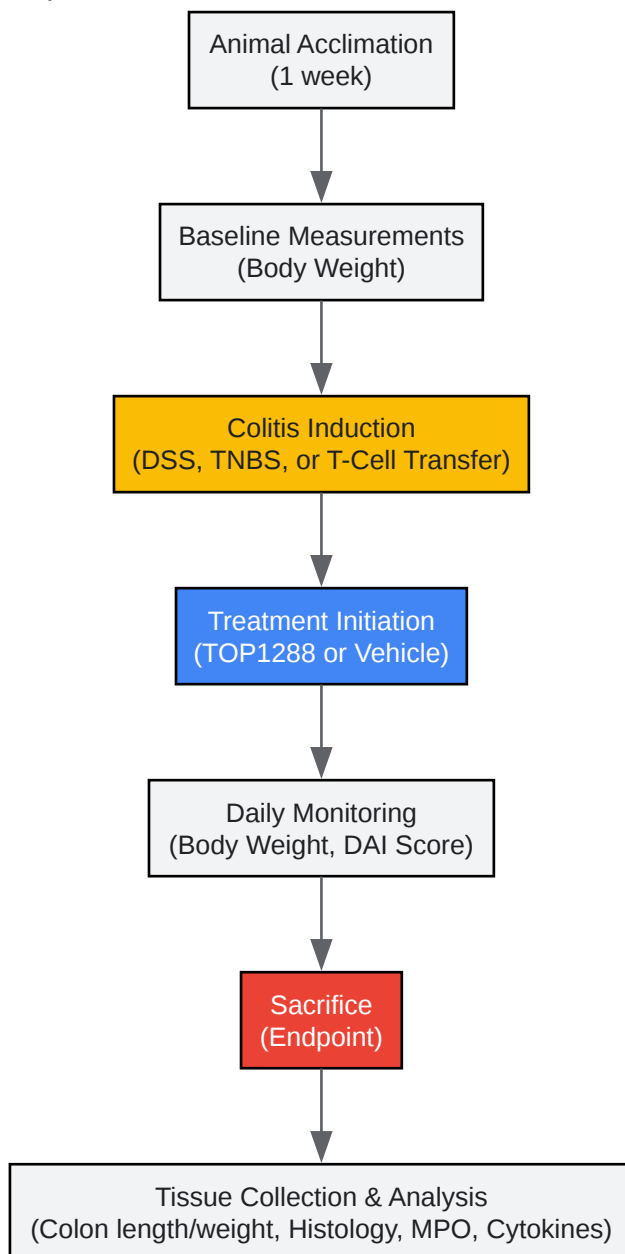 Animal Acclimation
(1 week)
Baseline Measurements
(Body Weight)
Colitis Induction
(DSS, TNBS, or T-Cell Transfer)
Treatment Initiation
(TOP1288 or Vehicle)
Daily Monitoring
(Body Weight, DAI Score)
Sacrifice
(Endpoint)
Tissue Collection & Analysis
(Colon length/weight, Histology, MPO, Cytokines)